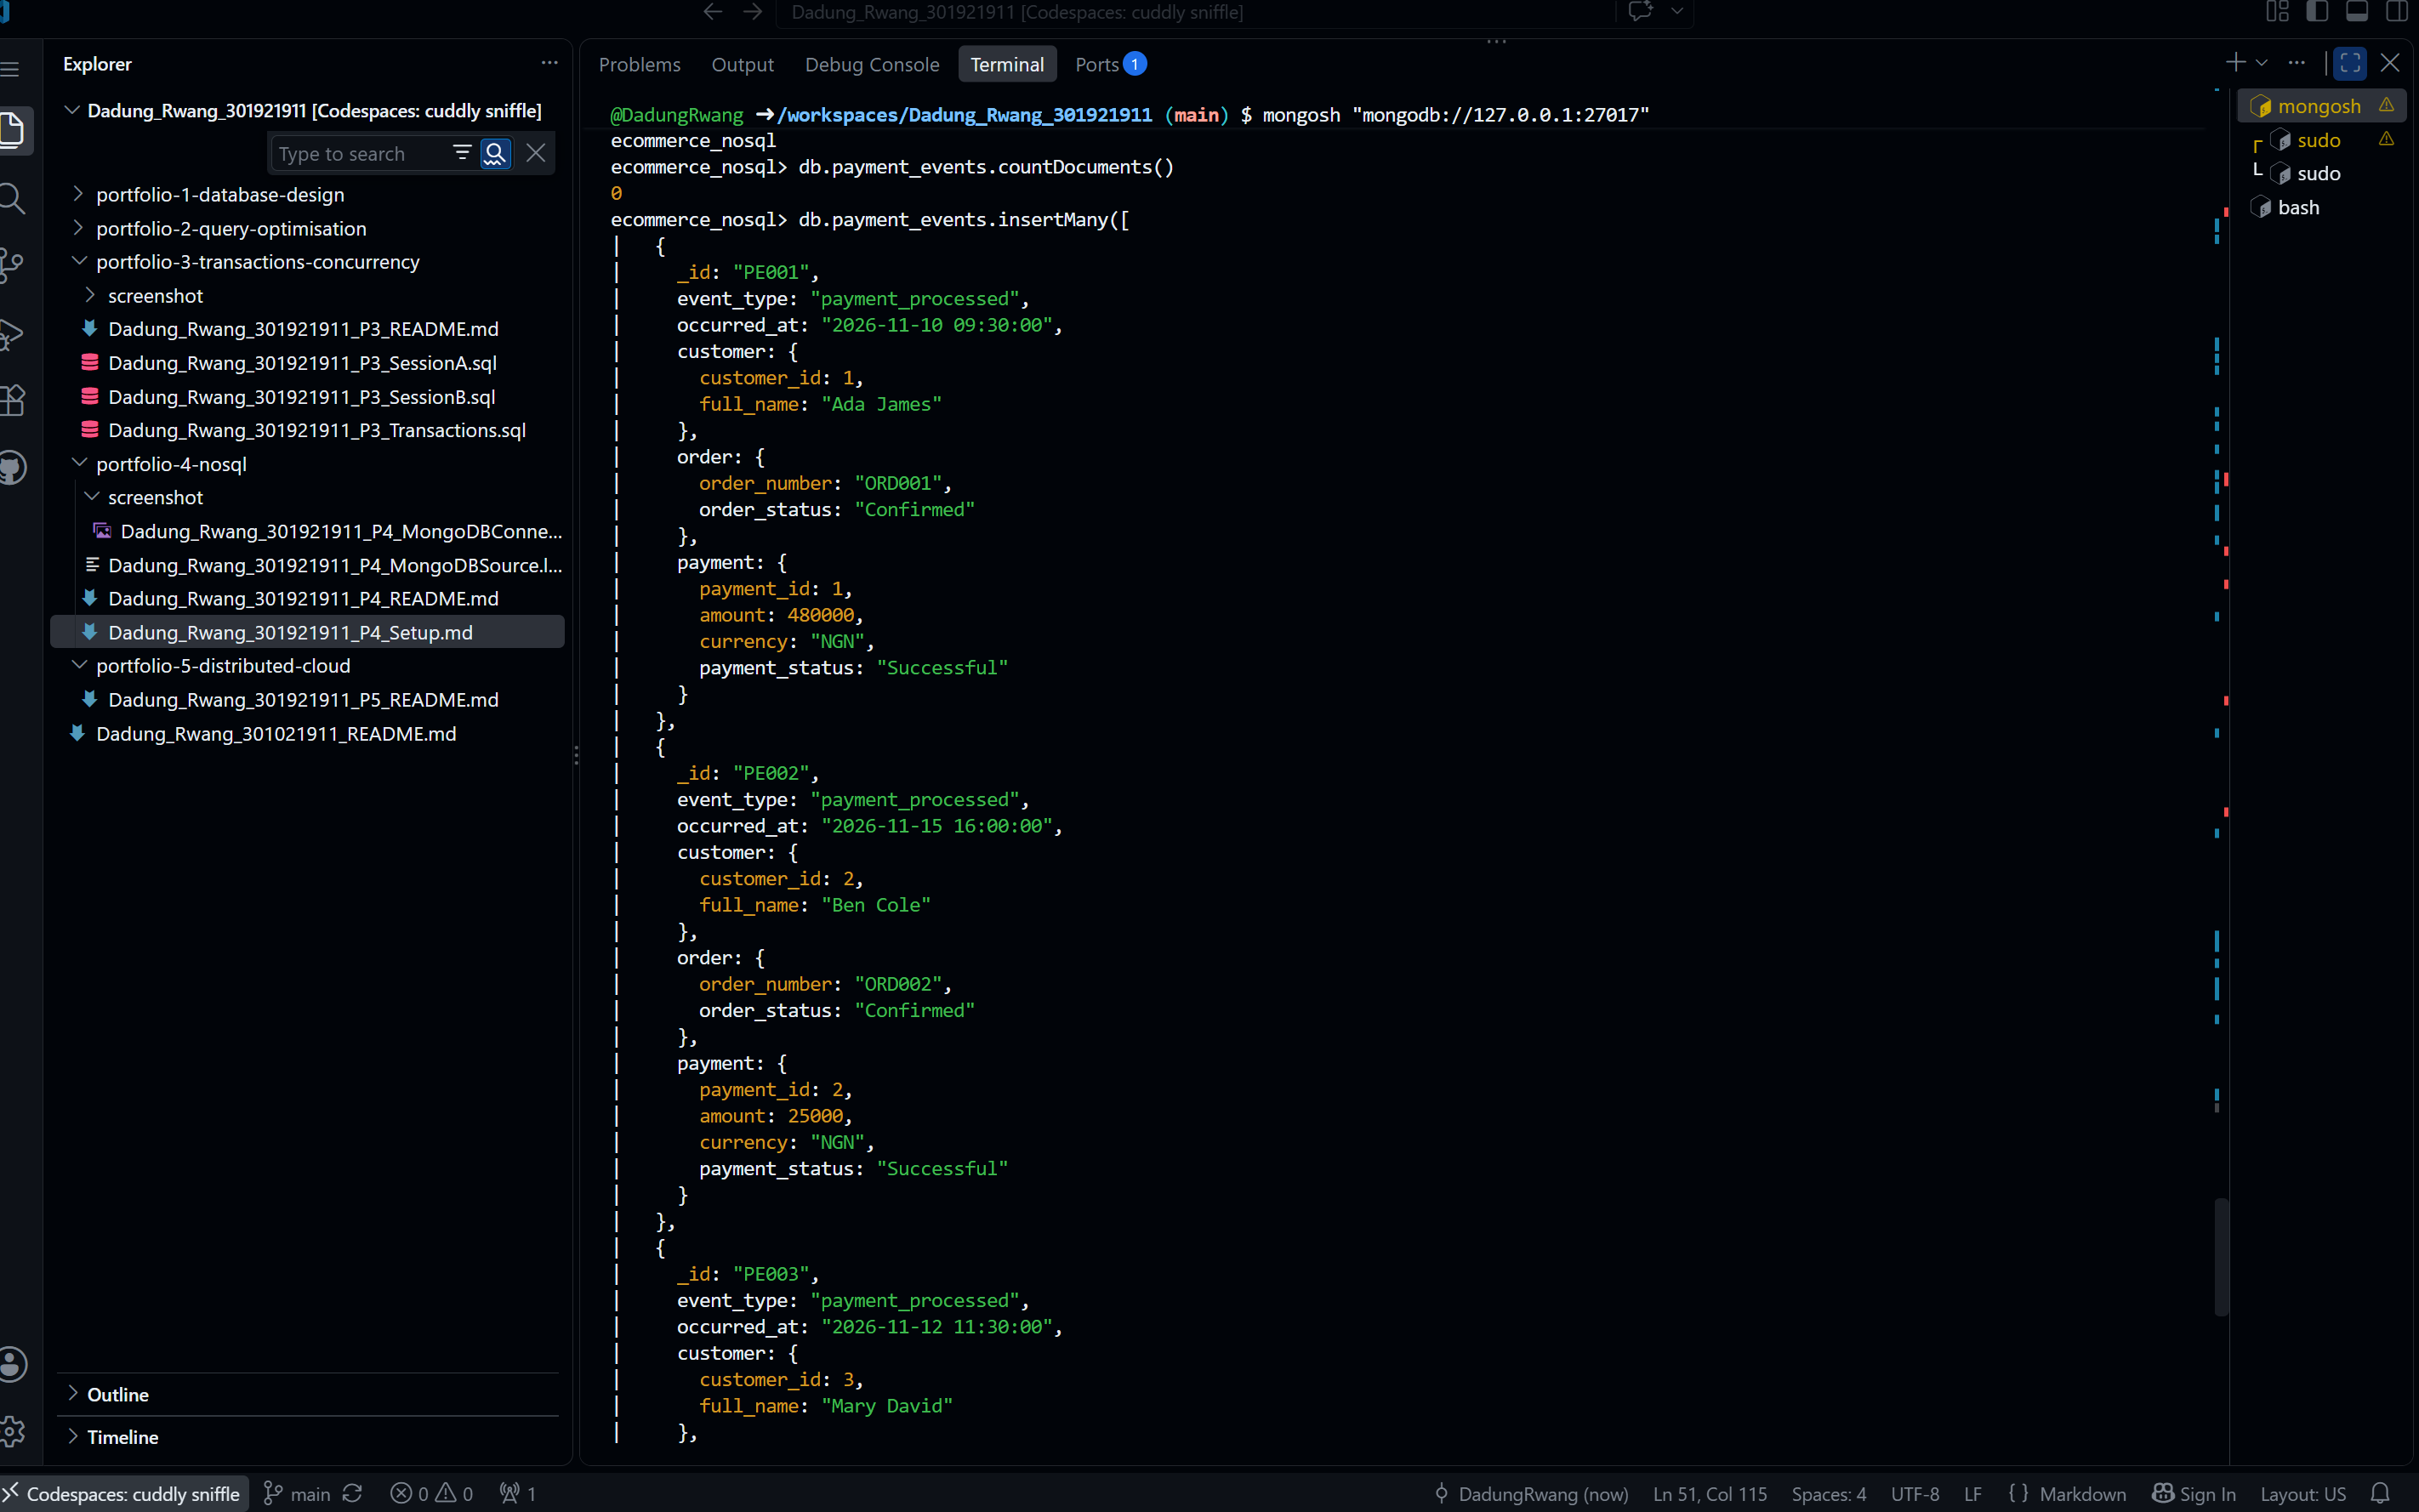 Dadung_Rwang_301921911 [Codespaces: cuddly sniffle]
Explorer
Dadung_Rwang_301921911 [Codespaces: cuddly sniffle]
Type to search
portfolio-1-database-design
portfolio-2-query-optimisation
portfolio-3-transactions-concurrency
screenshot
Dadung_Rwang_301921911_P3_README.md
Dadung_Rwang_301921911_P3_SessionA.sql
Dadung_Rwang_301921911_P3_SessionB.sql
Dadung_Rwang_301921911_P3_Transactions.sql
portfolio-4-nosql
screenshot
Dadung_Rwang_301921911_P4_MongoDBConne...
Dadung_Rwang_301921911_P4_MongoDBSource.l...
Dadung_Rwang_301921911_P4_README.md
Dadung_Rwang_301921911_P4_Setup.md
portfolio-5-distributed-cloud
Dadung_Rwang_301921911_P5_README.md
Dadung_Rwang_301021911_README.md
Outline
Timeline
Problems Output Debug Console Terminal Ports 1
@DadungRwang ➜/workspaces/Dadung_Rwang_301921911 (main) $ mongosh "mongodb://127.0.0.1:27017"
ecommerce_nosql
ecommerce_nosql> db.payment_events.countDocuments()
0
ecommerce_nosql> db.payment_events.insertMany([
| {
| _id: "PE001",
| event_type: "payment_processed",
| occurred_at: "2026-11-10 09:30:00",
| customer: {
| customer_id: 1,
| full_name: "Ada James"
| },
| order: {
| order_number: "ORD001",
| order_status: "Confirmed"
| },
| payment: {
| payment_id: 1,
| amount: 480000,
| currency: "NGN",
| payment_status: "Successful"
| }
| },
| {
| _id: "PE002",
| event_type: "payment_processed",
| occurred_at: "2026-11-15 16:00:00",
| customer: {
| customer_id: 2,
| full_name: "Ben Cole"
| },
| order: {
| order_number: "ORD002",
| order_status: "Confirmed"
| },
| payment: {
| payment_id: 2,
| amount: 25000,
| currency: "NGN",
| payment_status: "Successful"
| }
| },
| {
| _id: "PE003",
| event_type: "payment_processed",
| occurred_at: "2026-11-12 11:30:00",
| customer: {
| customer_id: 3,
| full_name: "Mary David"
| },
mongosh
sudo
sudo
bash
Codespaces: cuddly sniffle main 0 0 1 DadungRwang (now) Ln 51, Col 115 Spaces: 4 UTF-8 LF {} Markdown Sign In Layout: US